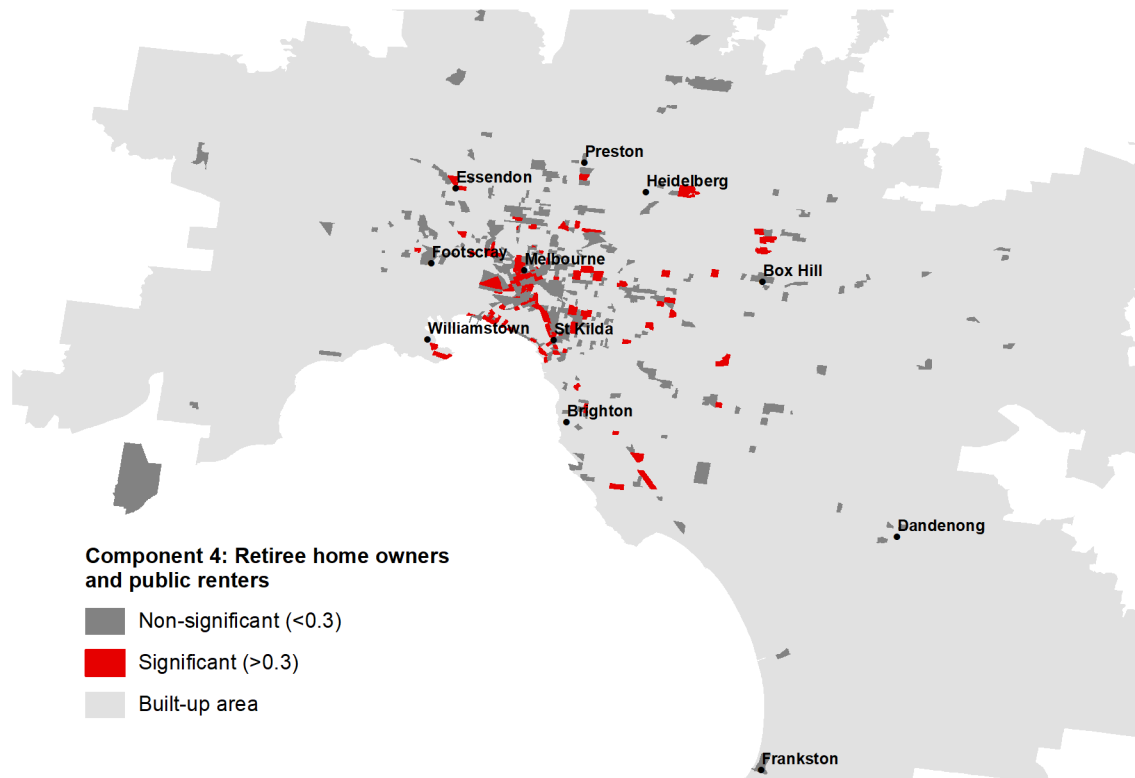 Preston
Essendon
Heidelberg
Footscray
Melbourne
Box Hill
Williamstown
St Kilda
Brighton
Dandenong
Component 4: Retiree home owners
and public renters
Non-significant (<0.3)
Significant (>0.3)
Built-up area
Frankston